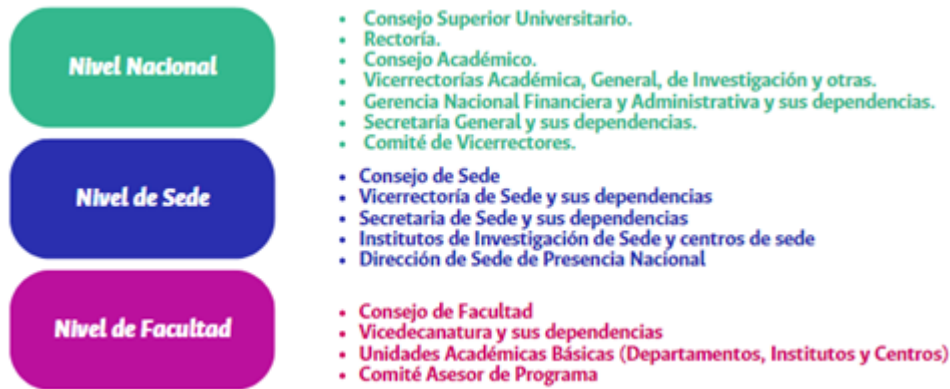 Nivel Nacional
• Consejo Superior Universitario.
• Rectoría.
• Consejo Académico.
• Vicerrectorías Académica, General, de Investigación y otras.
• Gerencia Nacional Financiera y Administrativa y sus dependencias.
• Secretaría General y sus dependencias.
• Comité de Vicerrectores.
Nivel de Sede
• Consejo de Sede
• Vicerrectoría de Sede y sus dependencias
• Secretaria de Sede y sus dependencias
• Institutos de Investigación de Sede y centros de sede
• Dirección de Sede de Presencia Nacional
Nivel de Facultad
• Consejo de Facultad
• Vicedecanatura y sus dependencias
• Unidades Académicas Básicas (Departamentos, Institutos y Centros)
• Comité Asesor de Programa